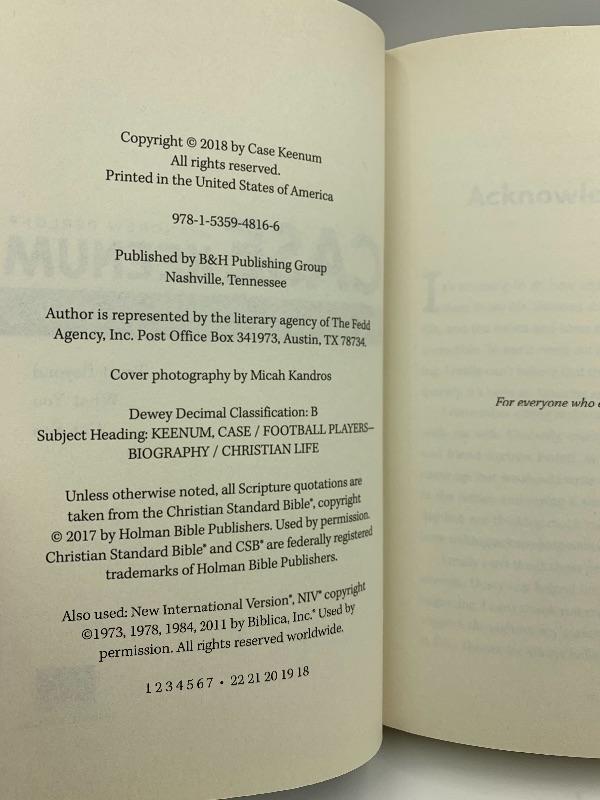 Copyright © 2018 by Case Keenum
All rights reserved.
Printed in the United States of America
978-1-5359-4816-6
Published by B&H Publishing Group
Nashville, Tennessee
Author is represented by the literary agency of The Fedd
Agency, Inc. Post Office Box 341973, Austin, TX 78734.
Cover photography by Micah Kandros
Dewey Decimal Classification: B
Subject Heading: KEENUM, CASE / FOOTBALL PLAYERS–
BIOGRAPHY / CHRISTIAN LIFE
Unless otherwise noted, all Scripture quotations are
taken from the Christian Standard Bible®, copyright
© 2017 by Holman Bible Publishers. Used by permission.
Christian Standard Bible® and CSB® are federally registered
trademarks of Holman Bible Publishers.
Also used: New International Version®, NIV® copyright
©1973, 1978, 1984, 2011 by Biblica, Inc.® Used by
permission. All rights reserved worldwide.
1 2 3 4 5 6 7 • 22 21 20 19 18
For everyone who